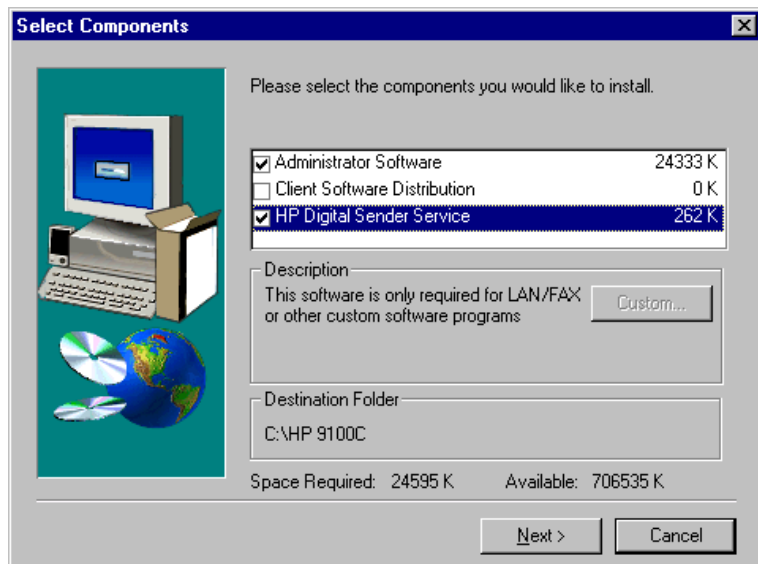 Select Components
Please select the components you would like to install.
Administrator Software 24333 K
Client Software Distribution 0 K
HP Digital Sender Service 262 K
Description
This software is only required for LAN/FAX
or other custom software programs
Custom...
Destination Folder
C:\HP 9100C
Space Required: 24595 K Available: 706535 K
Next >
Cancel